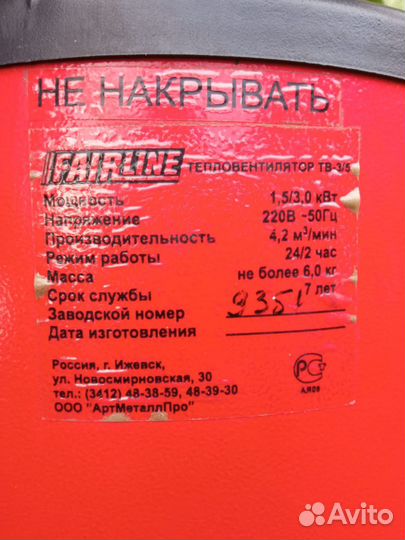 НЕ НАКРЫВАТЬ
FAIRLINE ТЕПЛОВЕНТИЛЯТОР ТВ-3/5
Мощность 1,5/3,0 кВт
Напряжение 220В ~50Гц
Производительность 4,2 м³/мин
Режим работы 24/2 час
Масса не более 6,0 кг
Срок службы 7 лет
Заводской номер 9351
Дата изготовления
Россия, г. Ижевск,
ул. Новосмирновская, 30
тел.: (3412) 48-38-59, 48-39-30
ООО "АртМеталлПро"
РСТ
Avito